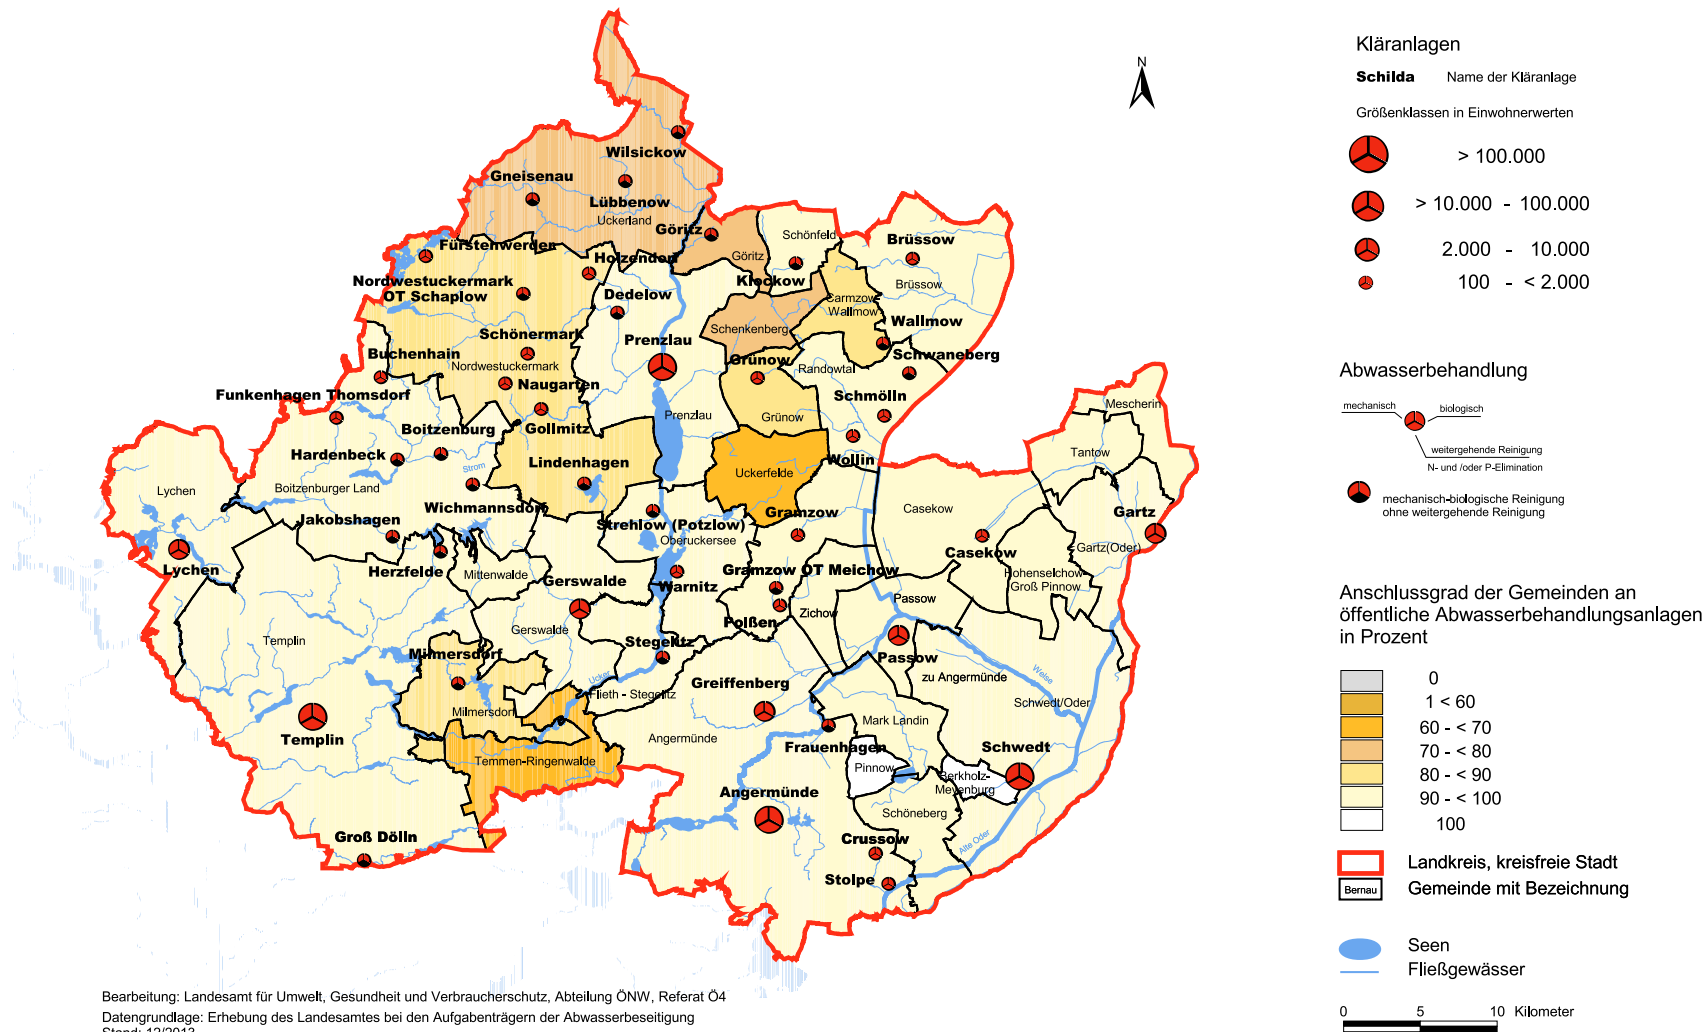 N
Wilsickow
Gneisenau
Lübbenow
Uckerland
Göritz
Göritz
Schönfeld
Brüssow
Brüssow
Fürstenwerder
Holzendorf
Klockow
Nordwestuckermark
OT Schaplow
Dedelow
Carmzow-
Wallmow
Wallmow
Schönermark
Prenzlau
Schenkenberg
Schwaneberg
Buchenhain
Nordwestuckermark
Grünow
Randowtal
Funkenhagen Thomsdorf
Naugarten
Schmölln
Mescherin
Boitzenburg
Gollmitz
Prenzlau
Grünow
Hardenbeck
Strom
Lindenhagen
Uckerfelde
Wollin
Tantow
Lychen
Boitzenburger Land
Wichmannsdorf
Jakobshagen
Strehlow (Potzlow)
Oberuckersee
Gramzow
Casekow
Gartz
Lychen
Herzfelde
Mittenwalde
Gerswalde
Warnitz
Gramzow OT Meichow
Casekow
Gartz(Oder)
Hohenselchow-
Groß Pinnow
Passow
Zichow
Polßen
Templin
Gerswalde
Stegelitz
Passow
Milmersdorf
Ucker
Flieth - Stegelitz
Greiffenberg
zu Angermünde
Welse
Schwedt/Oder
Milmersdorf
Mark Landin
Templin
Angermünde
Frauenhagen
Schwedt
Temmen-Ringenwalde
Pinnow
Berkholz-
Meyenburg
Angermünde
Schöneberg
Groß Dölln
Crussow
Alte Oder
Stolpe
Kläranlagen
Schilda Name der Kläranlage
Größenklassen in Einwohnerwerten
> 100.000
> 10.000 - 100.000
2.000 - 10.000
100 - < 2.000
Abwasserbehandlung
mechanisch biologisch
weitergehende Reinigung
N- und /oder P-Elimination
mechanisch-biologische Reinigung
ohne weitergehende Reinigung
Anschlussgrad der Gemeinden an
öffentliche Abwasserbehandlungsanlagen
in Prozent
0
1 < 60
60 - < 70
70 - < 80
80 - < 90
90 - < 100
100
Landkreis, kreisfreie Stadt
Bernau Gemeinde mit Bezeichnung
Seen
Fließgewässer
0 5 10 Kilometer
Bearbeitung: Landesamt für Umwelt, Gesundheit und Verbraucherschutz, Abteilung ÖNW, Referat Ö4
Datengrundlage: Erhebung des Landesamtes bei den Aufgabenträgern der Abwasserbeseitigung
Stand: 12/2013